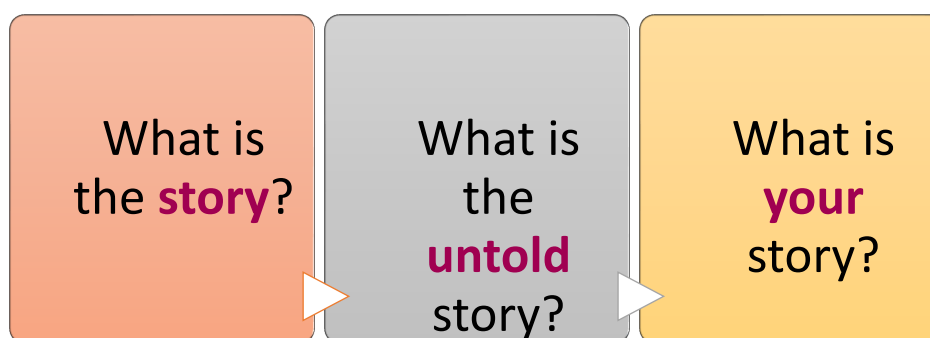 What is
the story?
What is
the
untold
story?
What is
your
story?